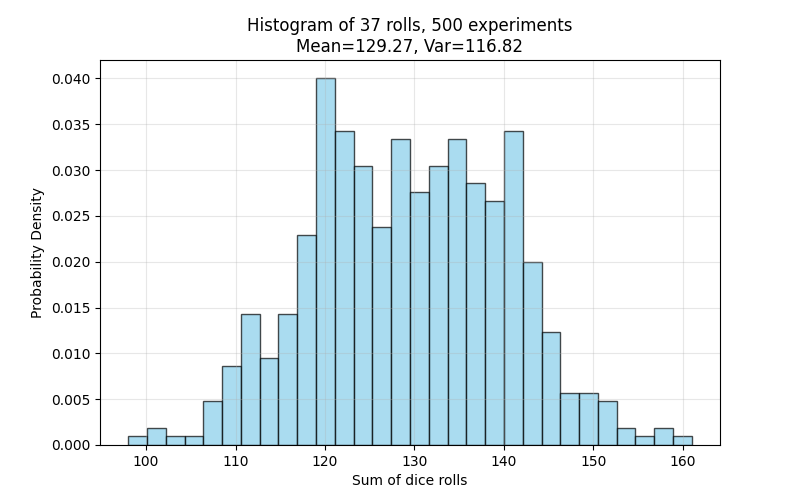 Histogram of 37 rolls, 500 experiments
Mean=129.27, Var=116.82
0.040
0.035
0.030
0.025
0.020
0.015
0.010
0.005
0.000
Probability Density
100 110 120 130 140 150 160
Sum of dice rolls